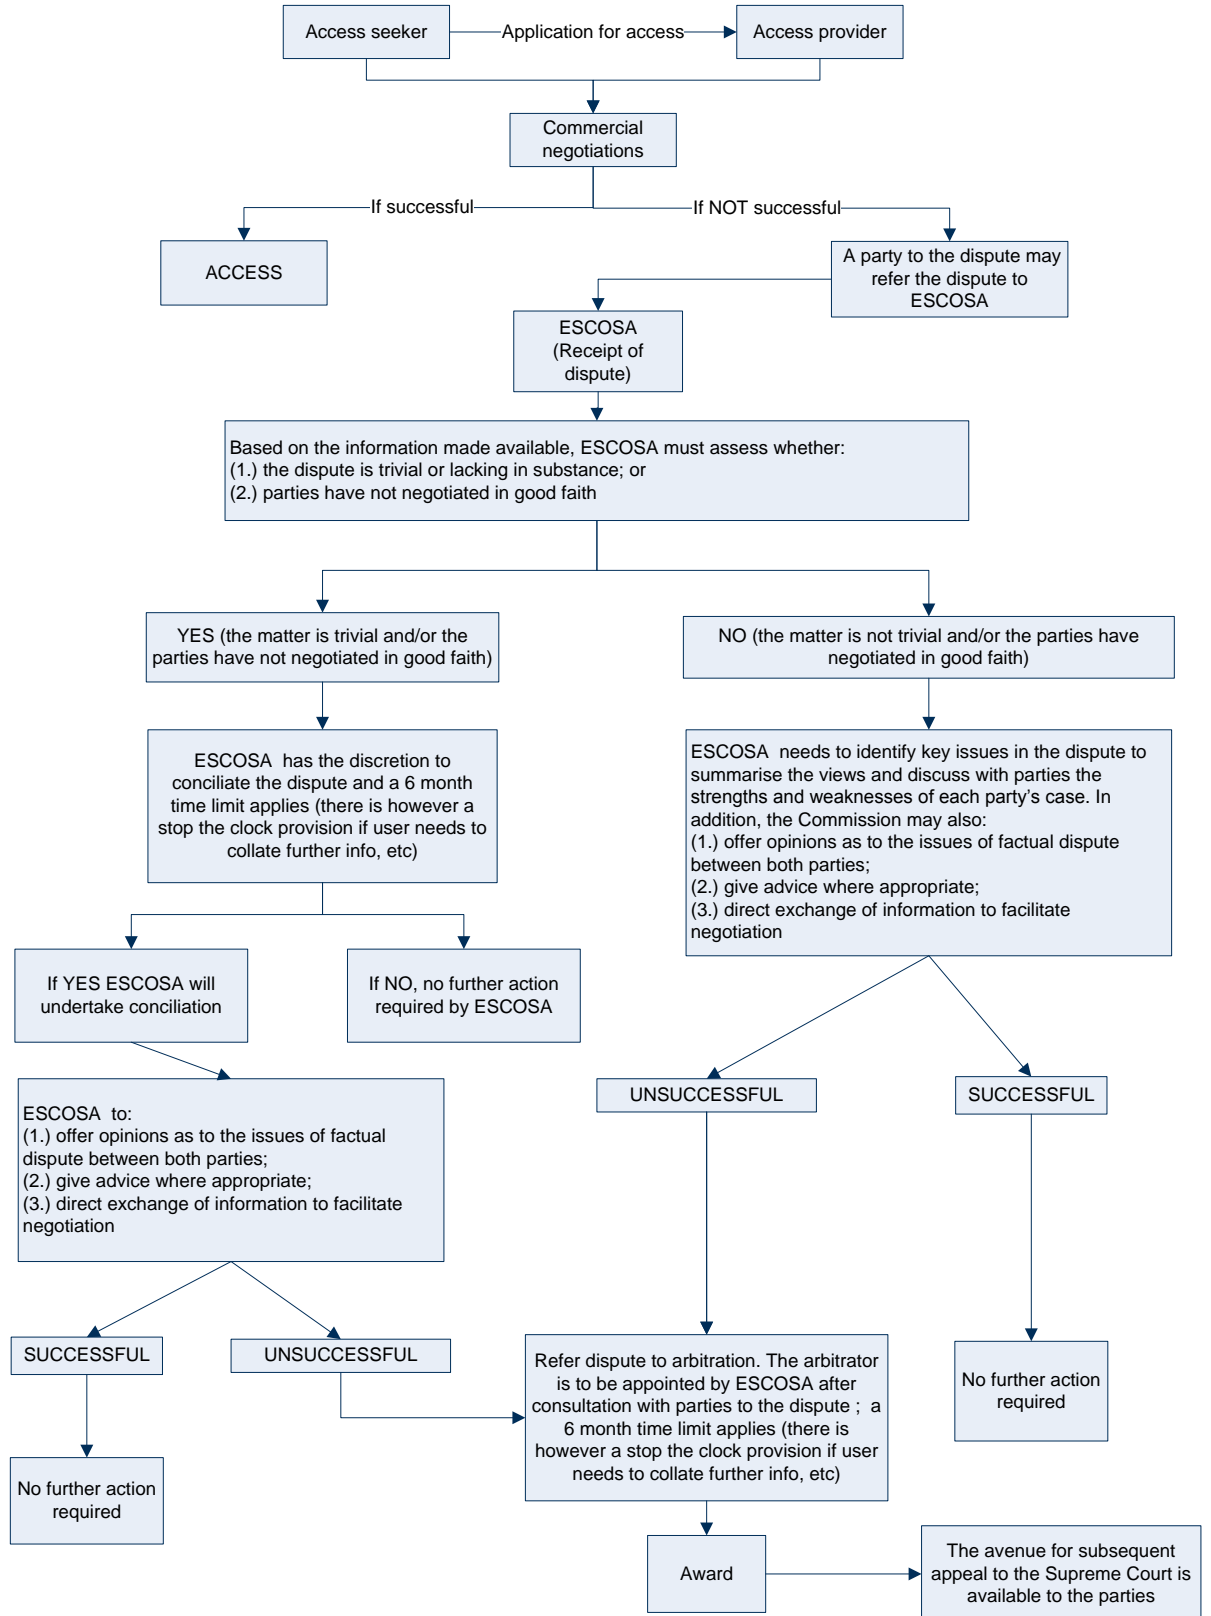 Access seeker
Application for access
Access provider
Commercial
negotiations
If successful
If NOT successful
ACCESS
A party to the dispute may
refer the dispute to
ESCOSA
ESCOSA
(Receipt of
dispute)
Based on the information made available, ESCOSA must assess whether:
(1.) the dispute is trivial or lacking in substance; or
(2.) parties have not negotiated in good faith
YES (the matter is trivial and/or the
parties have not negotiated in good faith)
NO (the matter is not trivial and/or the parties have
negotiated in good faith)
ESCOSA has the discretion to
conciliate the dispute and a 6 month
time limit applies (there is however a
stop the clock provision if user needs to
collate further info, etc)
ESCOSA needs to identify key issues in the dispute to
summarise the views and discuss with parties the
strengths and weaknesses of each party’s case. In
addition, the Commission may also:
(1.) offer opinions as to the issues of factual dispute
between both parties;
(2.) give advice where appropriate;
(3.) direct exchange of information to facilitate
negotiation
If YES ESCOSA will
undertake conciliation
If NO, no further action
required by ESCOSA
ESCOSA to:
(1.) offer opinions as to the issues of factual
dispute between both parties;
(2.) give advice where appropriate;
(3.) direct exchange of information to facilitate
negotiation
UNSUCCESSFUL
SUCCESSFUL
SUCCESSFUL
UNSUCCESSFUL
Refer dispute to arbitration. The arbitrator
is to be appointed by ESCOSA after
consultation with parties to the dispute ; a
6 month time limit applies (there is
however a stop the clock provision if user
needs to collate further info, etc)
No further action
required
No further action
required
Award
The avenue for subsequent
appeal to the Supreme Court is
available to the parties